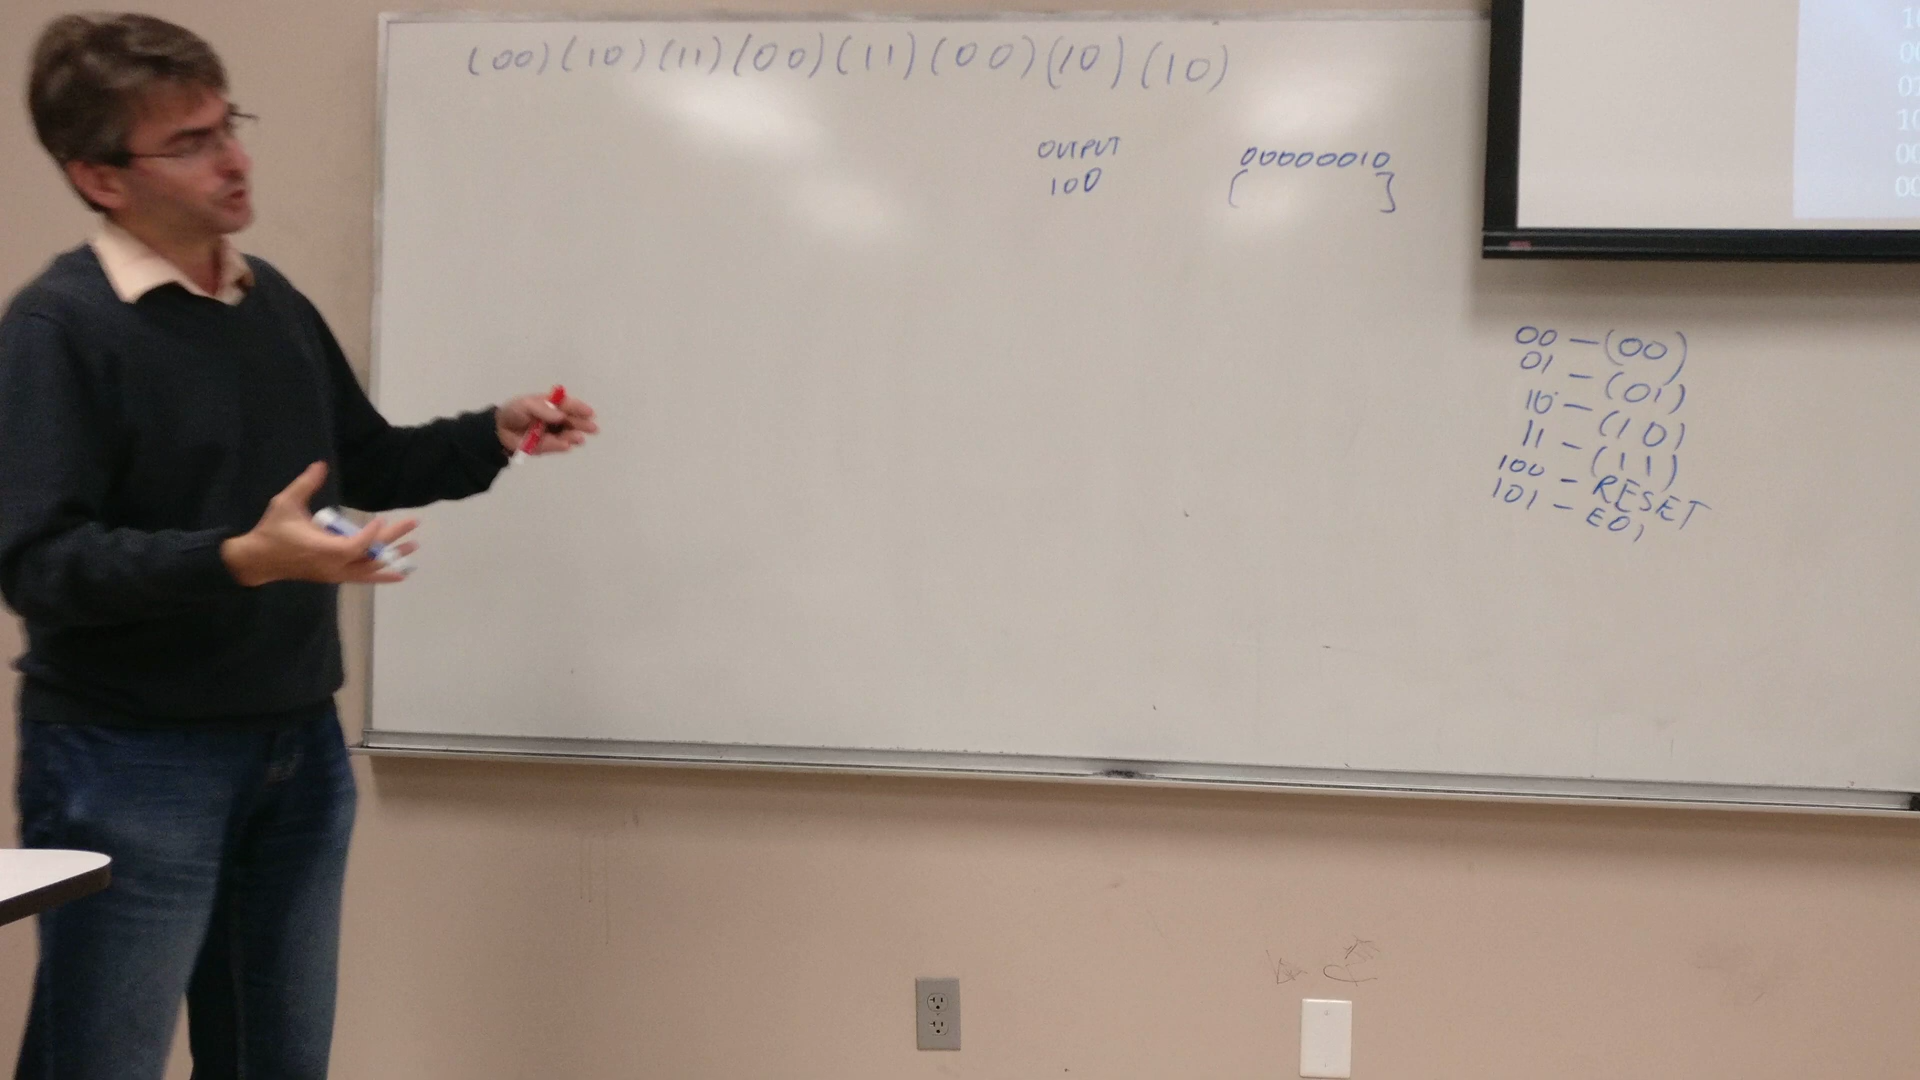 (00)(10)(11)(00)(11)(00)(10)(10)
OUTPUT
100
00000010
[ ]
00 – (00)
01 – (01)
10 – (10)
11 – (11)
100 – RESET
101 – EOI